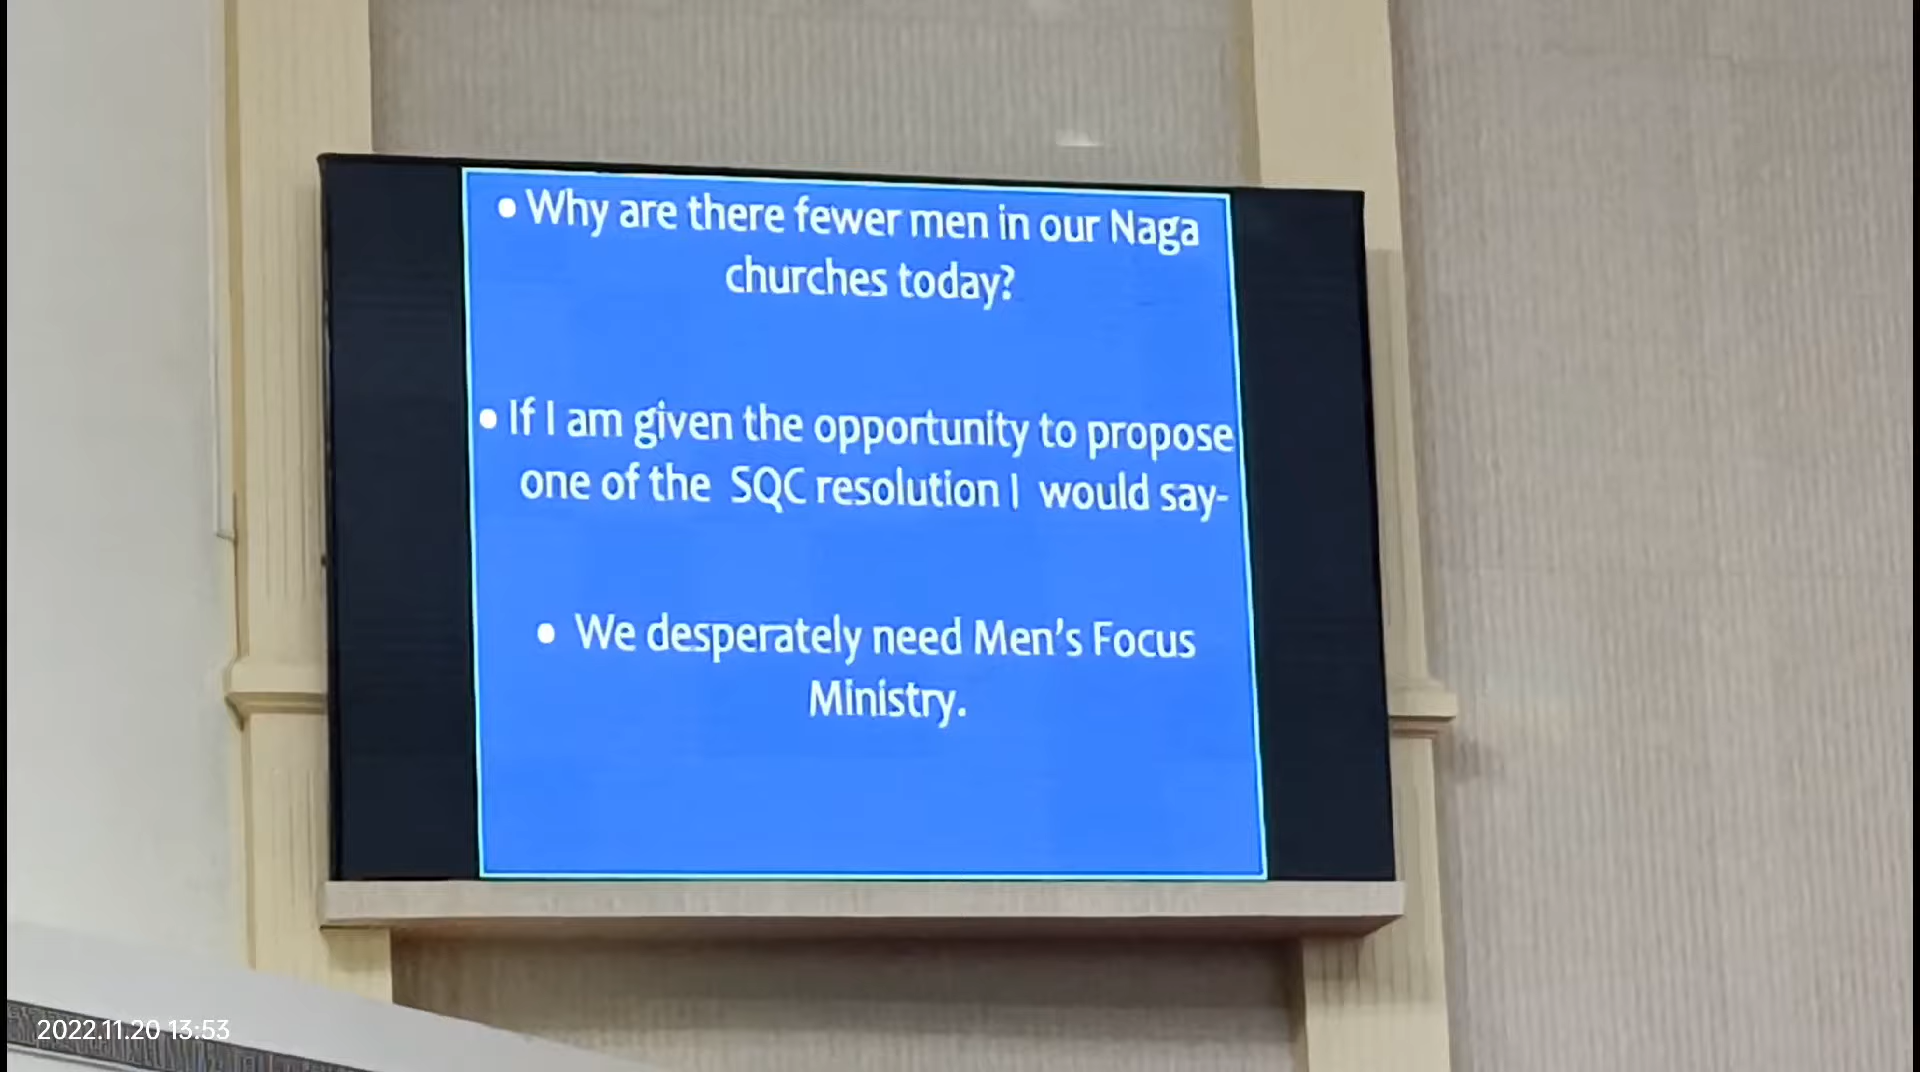 • Why are there fewer men in our Naga
churches today?
• If I am given the opportunity to propose
one of the SQC resolution I would say-
• We desperately need Men's Focus
Ministry.
2022.11.20 13:53